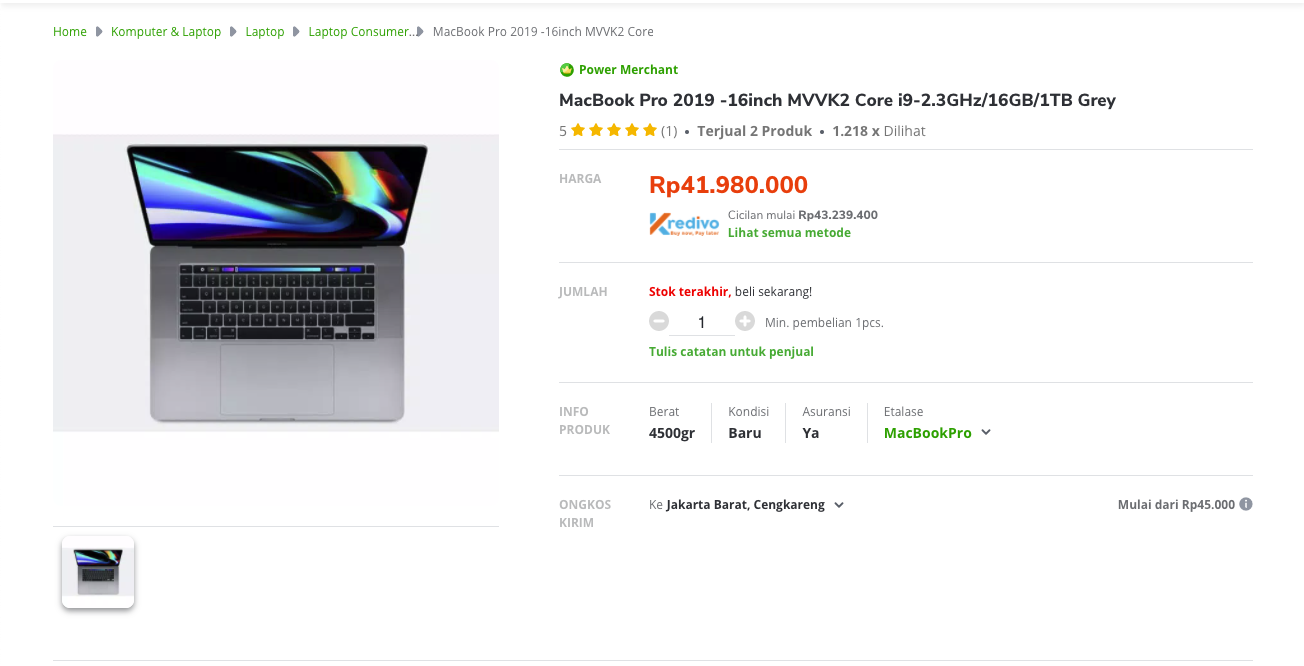 Home Komputer & Laptop Laptop Laptop Consumer... MacBook Pro 2019 -16inch MVVK2 Core
Power Merchant
MacBook Pro 2019 -16inch MVVK2 Core i9-2.3GHz/16GB/1TB Grey
5 (1) • Terjual 2 Produk • 1.218 x Dilihat
HARGA
Rp41.980.000
Kredivo
Buy now, Pay later
Cicilan mulai Rp43.239.400
Lihat semua metode
JUMLAH
Stok terakhir, beli sekarang!
1 Min. pembelian 1pcs.
Tulis catatan untuk penjual
INFO PRODUK
Berat Kondisi Asuransi Etalase
4500gr Baru Ya MacBookPro
ONGKOS KIRIM
Ke Jakarta Barat, Cengkareng Mulai dari Rp45.000